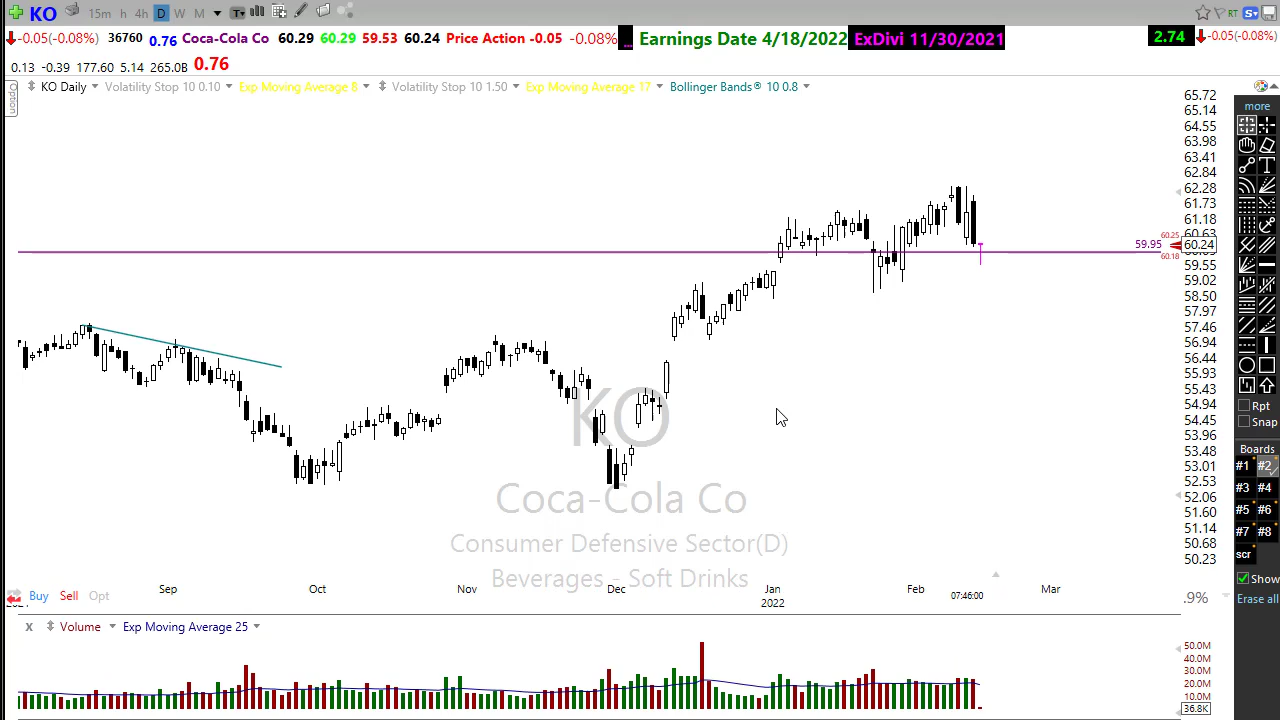 KO 15m h 4h D W M T RT S
-0.05(-0.08%) 36760 0.76 Coca-Cola Co 60.29 60.29 59.53 60.24 Price Action -0.05 -0.08% ... Earnings Date 4/18/2022 ExDivi 11/30/2021 2.74 -0.05(-0.08%)
0.13 -0.39 177.60 5.14 265.0B 0.76
Option
KO Daily Volatility Stop 10 0.10 Exp Moving Average 8 Volatility Stop 10 1.50 Exp Moving Average 17 Bollinger Bands® 10 0.8
65.72
65.14
64.55
63.98
63.41
62.84
62.28
61.73
61.18
60.63
60.25
59.95
60.24
60.18
59.55
59.02
58.50
57.97
57.46
56.94
56.44
55.93
55.43
54.94
54.45
53.96
53.48
53.01
52.53
52.06
51.60
51.14
50.68
50.23
more
T
Rpt
Snap
Boards
#1 #2
#3 #4
#5 #6
#7 #8
scr
Show
Erase all
KO
Coca-Cola Co
Consumer Defensive Sector(D)
Beverages - Soft Drinks
Sep Oct Nov Dec Jan Feb Mar
2022 07:46:00
Buy Sell Opt .9%
X Volume Exp Moving Average 25
50.0M
40.0M
30.0M
20.0M
10.0M
36.8K